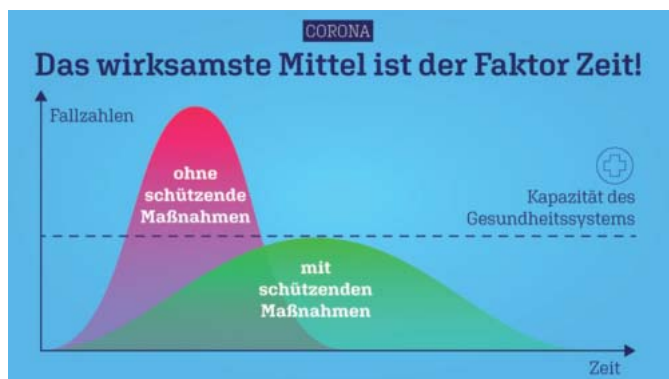 CORONA
Das wirksamste Mittel ist der Faktor Zeit!
Fallzahlen
ohne
schützende
Maßnahmen
Kapazität des
Gesundheitssystems
mit
schützenden
Maßnahmen
Zeit